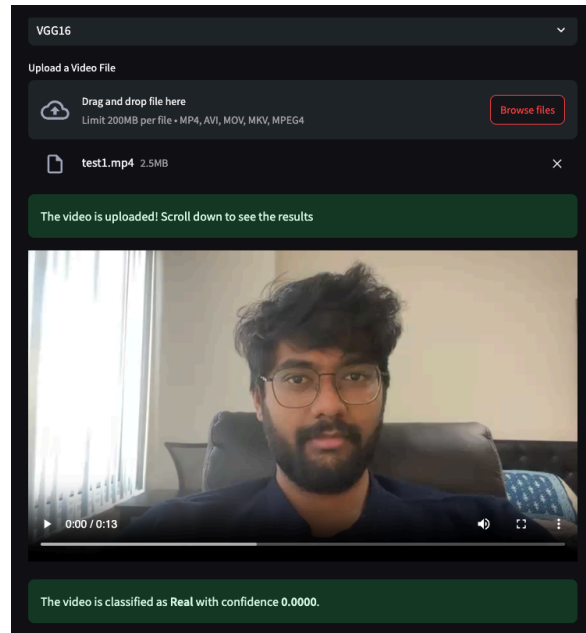 VGG16
Upload a Video File
Drag and drop file here
Limit 200MB per file • MP4, AVI, MOV, MKV, MPEG4
Browse files
test1.mp4 2.5MB
The video is uploaded! Scroll down to see the results
0:00 / 0:13
The video is classified as Real with confidence 0.0000.